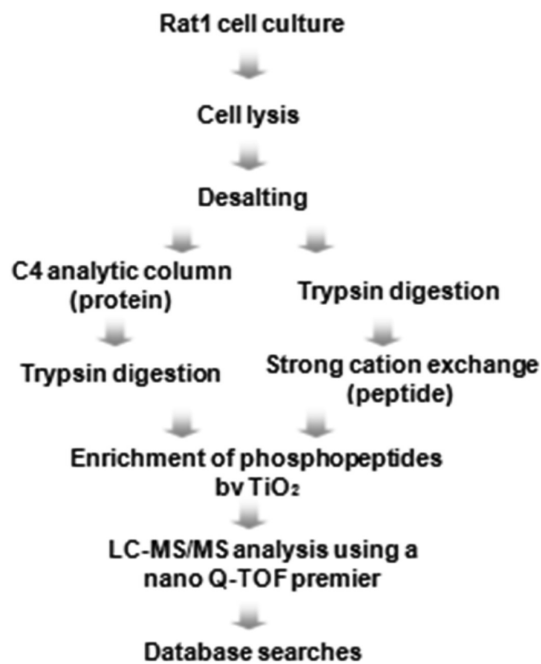 Rat1 cell culture
Cell lysis
Desalting
C4 analytic column
(protein)
Trypsin digestion
Trypsin digestion
Strong cation exchange
(peptide)
Enrichment of phosphopeptides
bv TiO₂
LC-MS/MS analysis using a
nano Q-TOF premier
Database searches